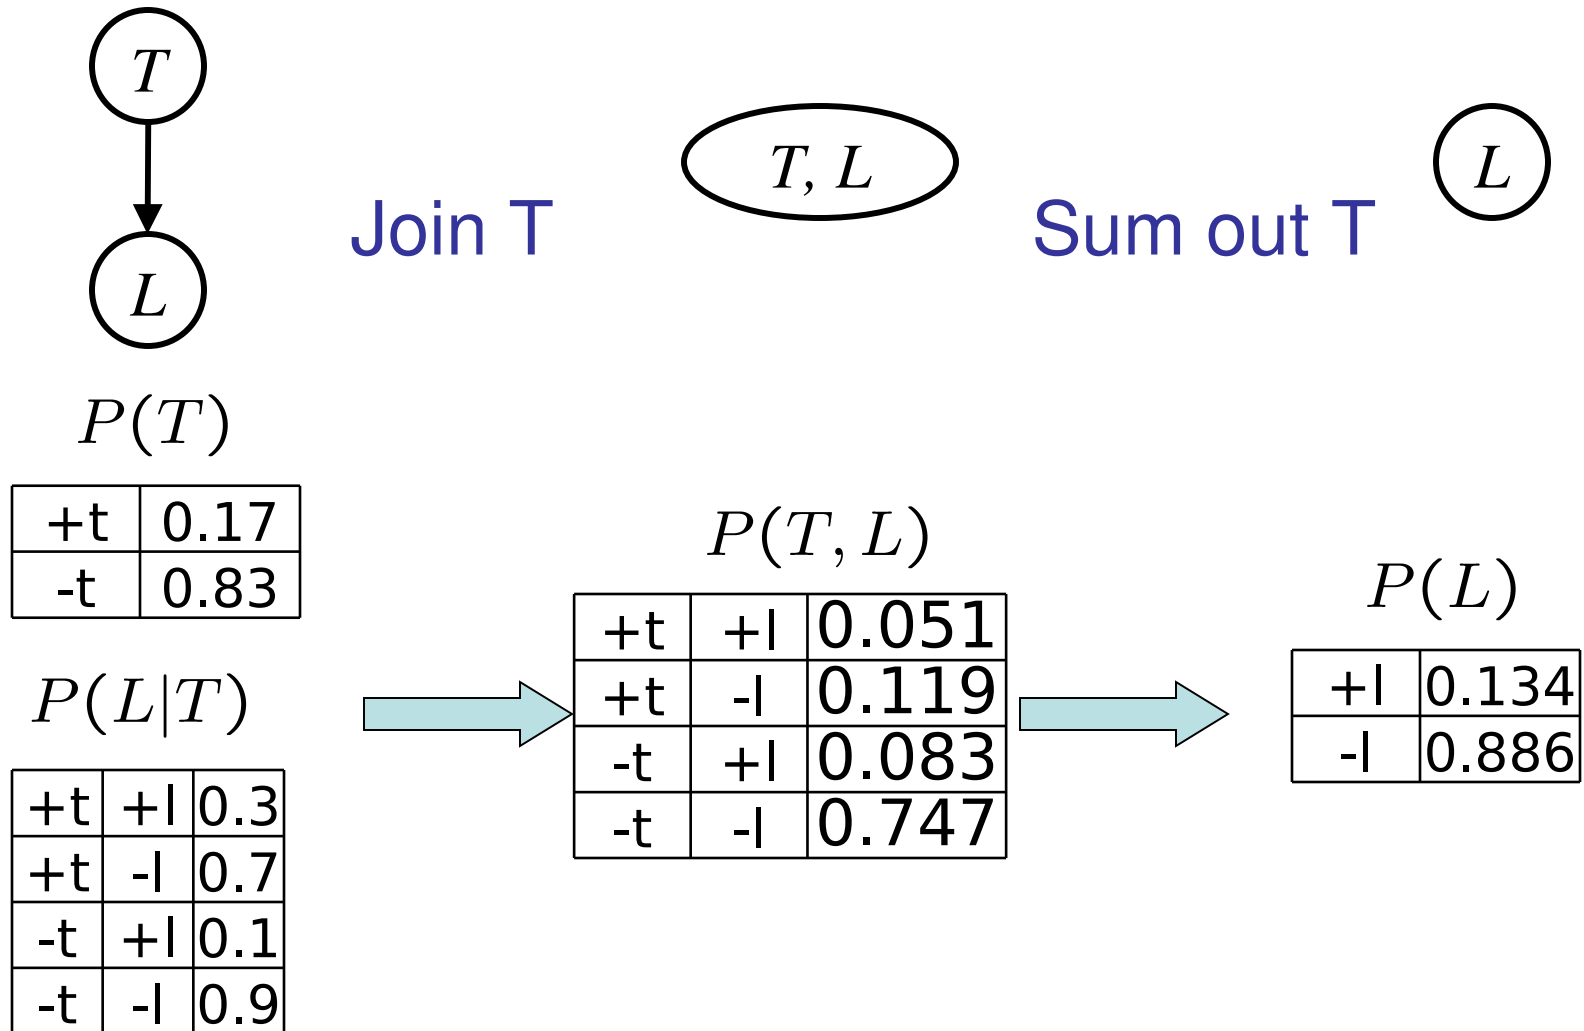 T
L
P(T)
+t 0.17
-t 0.83
P(L|T)
+t +l 0.3
+t -l 0.7
-t +l 0.1
-t -l 0.9
Join T
T, L
P(T, L)
+t +l 0.051
+t -l 0.119
-t +l 0.083
-t -l 0.747
Sum out T
L
P(L)
+l 0.134
-l 0.886